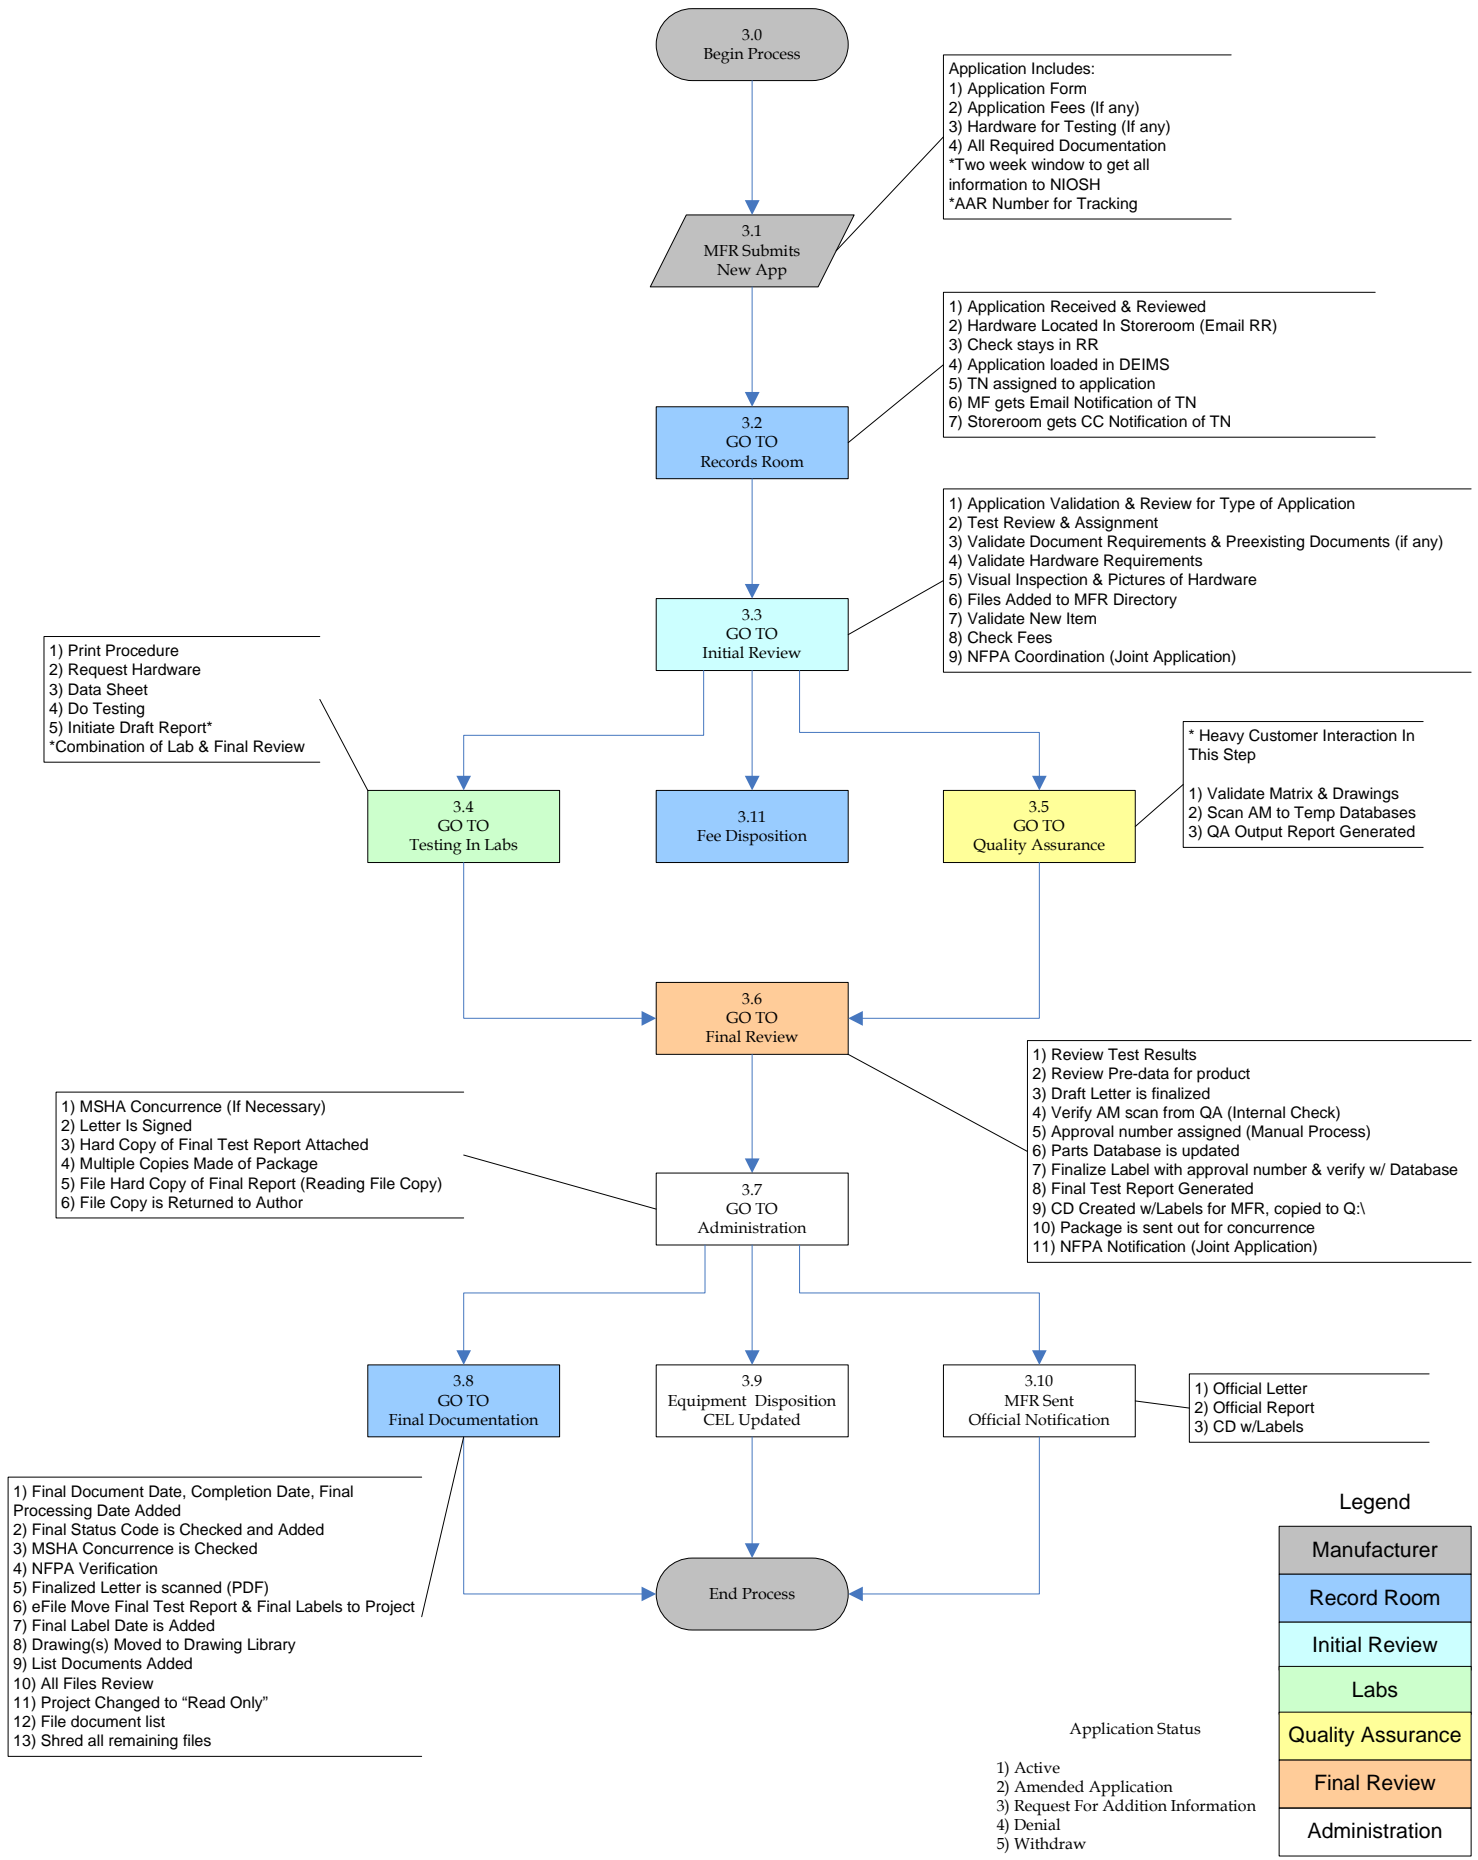 3.0
Begin Process
Application Includes:
1) Application Form
2) Application Fees (If any)
3) Hardware for Testing (If any)
4) All Required Documentation
*Two week window to get all
information to NIOSH
*AAR Number for Tracking
3.1
MFR Submits
New App
1) Application Received & Reviewed
2) Hardware Located In Storeroom (Email RR)
3) Check stays in RR
4) Application loaded in DEIMS
5) TN assigned to application
6) MF gets Email Notification of TN
7) Storeroom gets CC Notification of TN
3.2
GO TO
Records Room
1) Application Validation & Review for Type of Application
2) Test Review & Assignment
3) Validate Document Requirements & Preexisting Documents (if any)
4) Validate Hardware Requirements
5) Visual Inspection & Pictures of Hardware
6) Files Added to MFR Directory
7) Validate New Item
8) Check Fees
9) NFPA Coordination (Joint Application)
3.3
GO TO
Initial Review
1) Print Procedure
2) Request Hardware
3) Data Sheet
4) Do Testing
5) Initiate Draft Report*
*Combination of Lab & Final Review
* Heavy Customer Interaction In
This Step
1) Validate Matrix & Drawings
2) Scan AM to Temp Databases
3) QA Output Report Generated
3.4
GO TO
Testing In Labs
3.11
Fee Disposition
3.5
GO TO
Quality Assurance
3.6
GO TO
Final Review
1) Review Test Results
2) Review Pre-data for product
3) Draft Letter is finalized
4) Verify AM scan from QA (Internal Check)
5) Approval number assigned (Manual Process)
6) Parts Database is updated
7) Finalize Label with approval number & verify w/ Database
8) Final Test Report Generated
9) CD Created w/Labels for MFR, copied to Q:\
10) Package is sent out for concurrence
11) NFPA Notification (Joint Application)
1) MSHA Concurrence (If Necessary)
2) Letter Is Signed
3) Hard Copy of Final Test Report Attached
4) Multiple Copies Made of Package
5) File Hard Copy of Final Report (Reading File Copy)
6) File Copy is Returned to Author
3.7
GO TO
Administration
3.8
GO TO
Final Documentation
3.9
Equipment Disposition
CEL Updated
3.10
MFR Sent
Official Notification
1) Official Letter
2) Official Report
3) CD w/Labels
1) Final Document Date, Completion Date, Final
Processing Date Added
2) Final Status Code is Checked and Added
3) MSHA Concurrence is Checked
4) NFPA Verification
5) Finalized Letter is scanned (PDF)
6) eFile Move Final Test Report & Final Labels to Project
7) Final Label Date is Added
8) Drawing(s) Moved to Drawing Library
9) List Documents Added
10) All Files Review
11) Project Changed to “Read Only”
12) File document list
13) Shred all remaining files
End Process
Legend
Manufacturer
Record Room
Initial Review
Labs
Quality Assurance
Final Review
Administration
Application Status
1) Active
2) Amended Application
3) Request For Addition Information
4) Denial
5) Withdraw